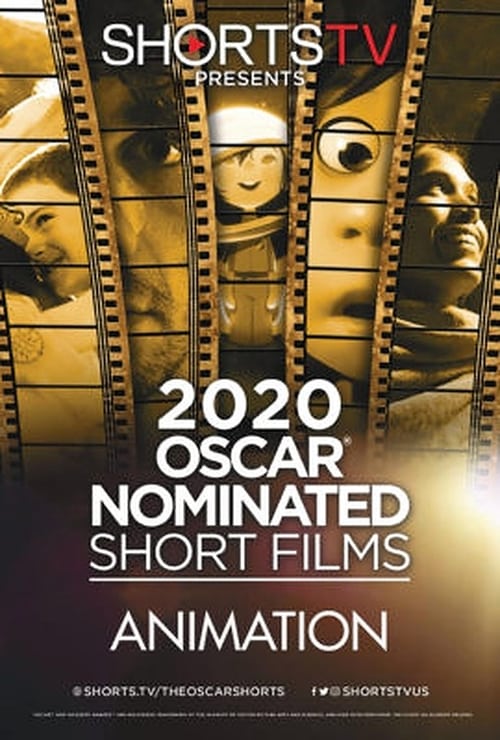 SHORTSTV
PRESENTS
2020
OSCAR®
NOMINATED
SHORT FILMS
ANIMATION
SHORTS.TV/THEOSCARSHORTS SHORTSTVUS